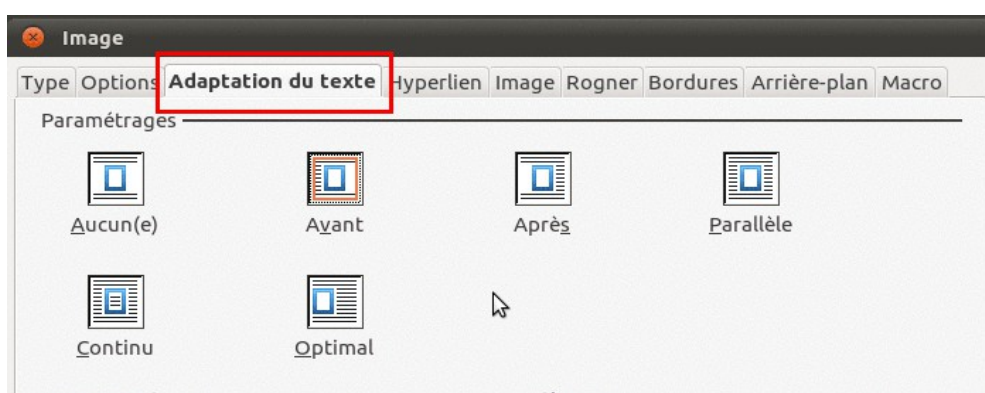 Image
Type Options Adaptation du texte Hyperlien Image Rogner Bordures Arrière-plan Macro
Paramétrages
Aucun(e) Avant Après Parallèle
Continu Optimal